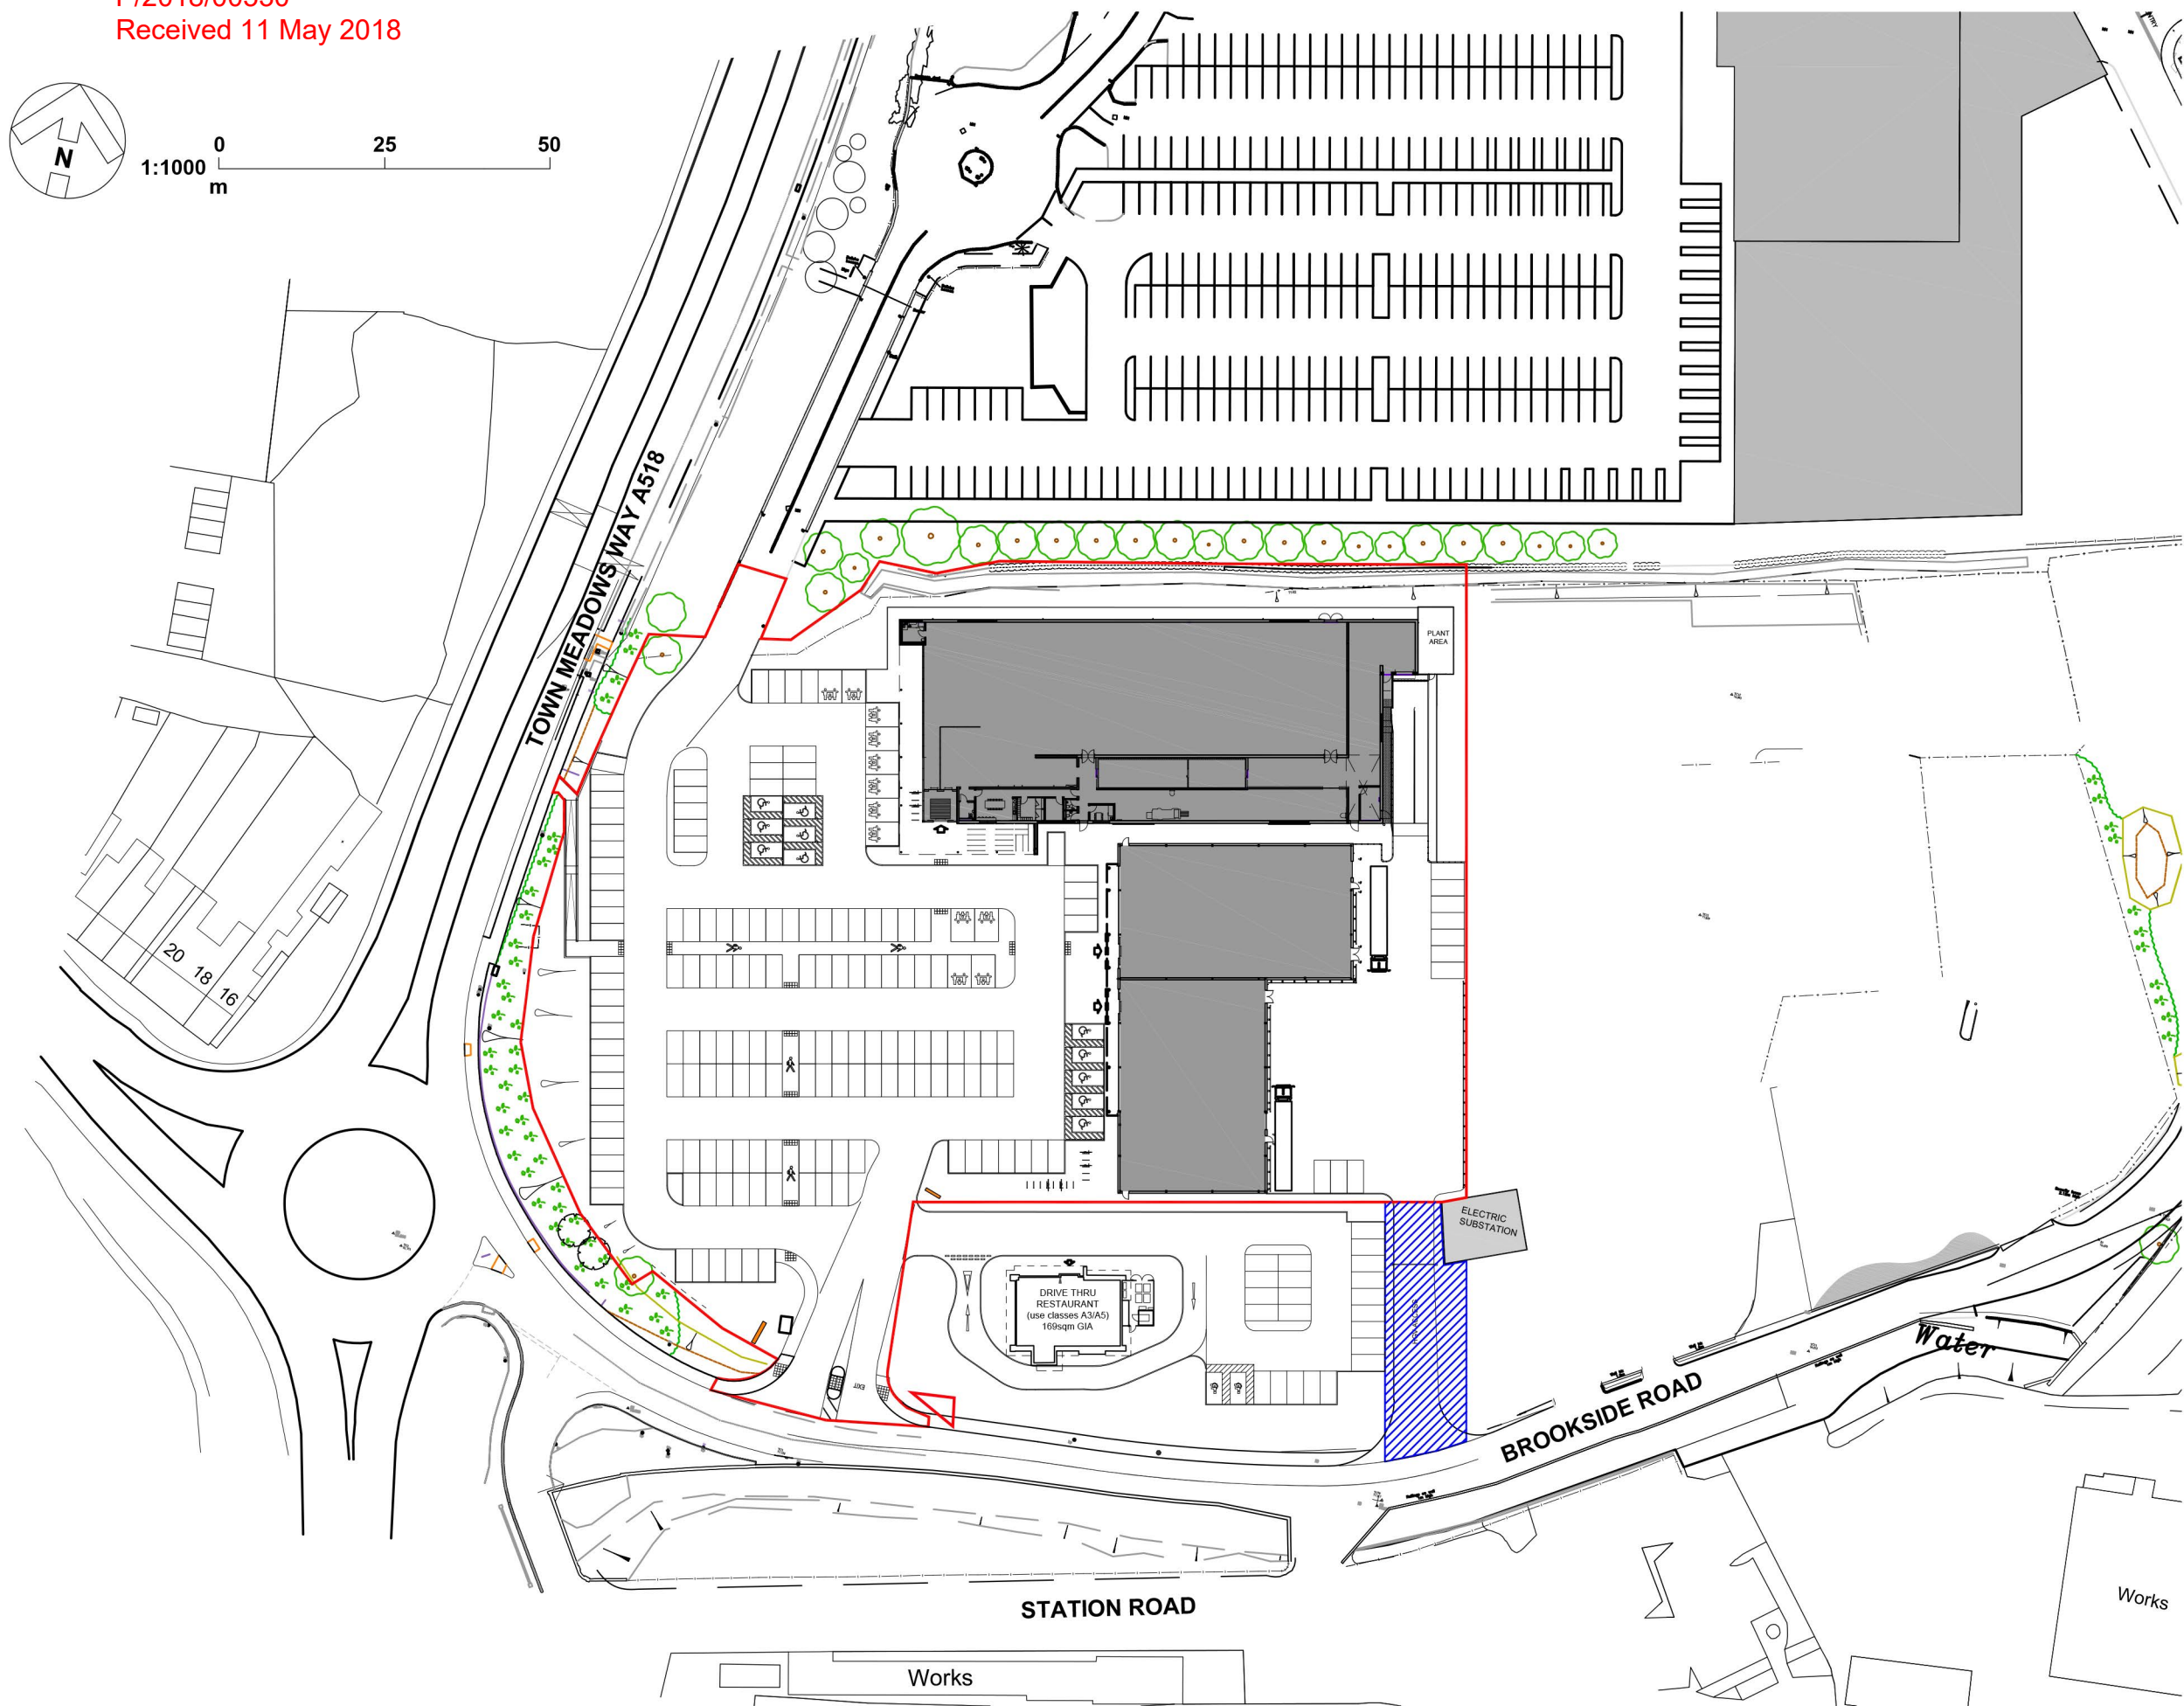 Received 11 May 2018
N
0 25 50
1:1000
m
TOWN MEADOWS WAY A518
PLANT
AREA
20 18 16
ELECTRIC
SUBSTATION
DRIVE THRU
RESTAURANT
(use classes A3/A5)
169sqm GIA
EXIT
Water
BROOKSIDE ROAD
STATION ROAD
Works
Works